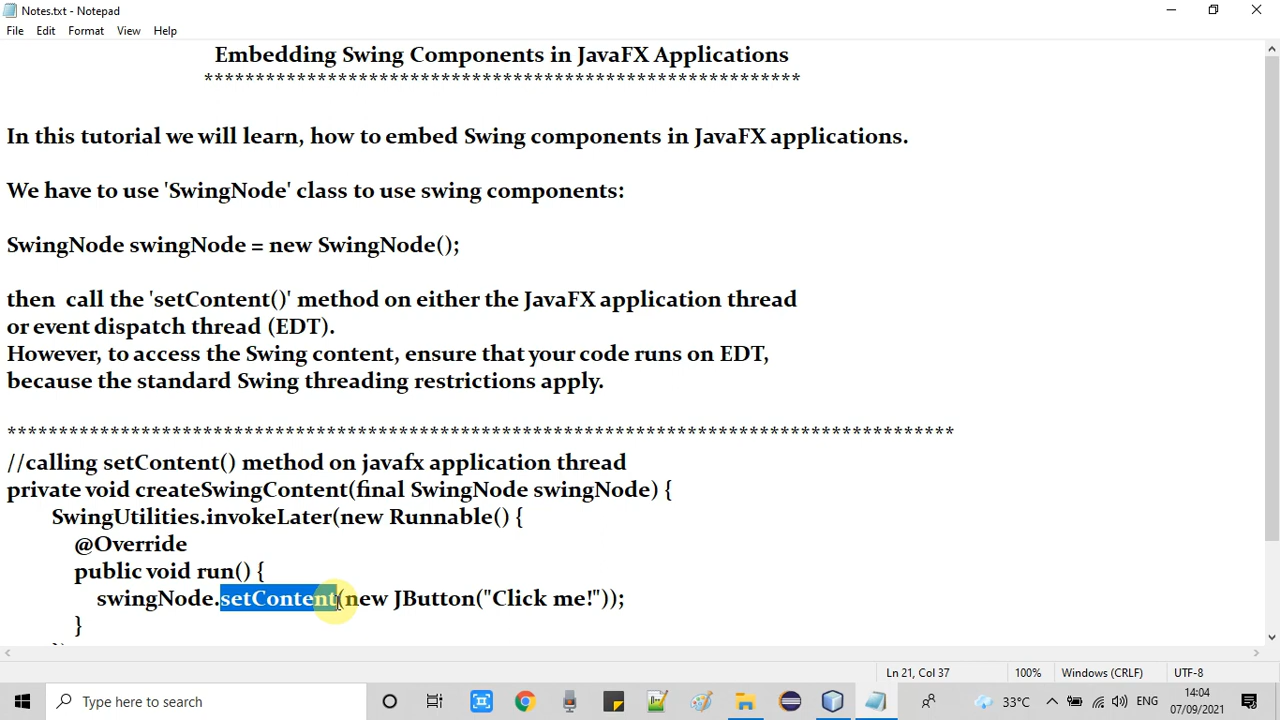 Notes.txt - Notepad
File Edit Format View Help
Embedding Swing Components in JavaFX Applications
**********************************************************
In this tutorial we will learn, how to embed Swing components in JavaFX applications.
We have to use 'SwingNode' class to use swing components:
SwingNode swingNode = new SwingNode();
then  call the 'setContent()' method on either the JavaFX application thread
or event dispatch thread (EDT).
However, to access the Swing content, ensure that your code runs on EDT,
because the standard Swing threading restrictions apply.
********************************************************************************************
//calling setContent() method on javafx application thread
private void createSwingContent(final SwingNode swingNode) {
SwingUtilities.invokeLater(new Runnable() {
@Override
public void run() {
swingNode.setContent(new JButton("Click me!"));
}
Ln 21, Col 37 100% Windows (CRLF) UTF-8
Type here to search 33°C ENG 14:04
07/09/2021